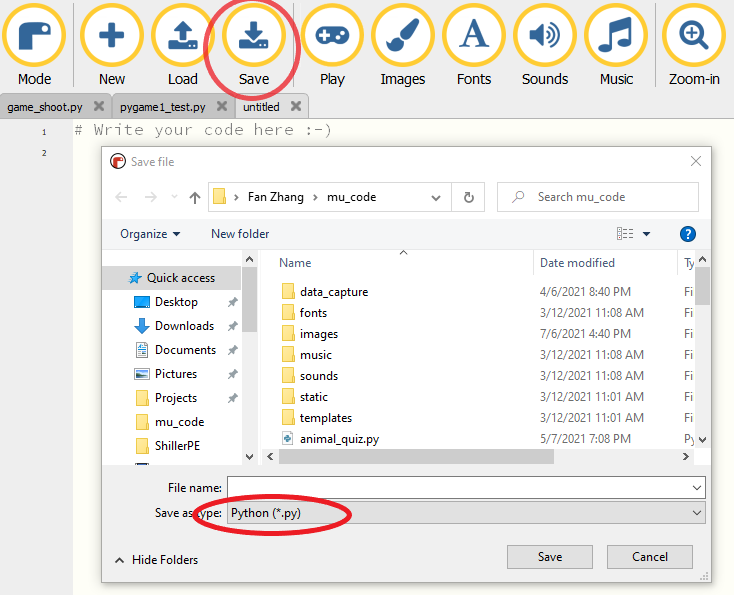 Mode New Load Save Play Images Fonts Sounds Music Zoom-in
game_shoot.py pygame1_test.py untitled
1 # Write your code here :-)
2
Save file
Fan Zhang mu_code Search mu_code
Organize New folder ?
Name Date modified Ty
Quick access
Desktop data_capture 4/6/2021 8:40 PM Fi
Downloads fonts 3/12/2021 11:08 AM Fi
Documents images 7/6/2021 4:40 PM Fi
Pictures music 3/12/2021 11:08 AM Fi
Projects sounds 3/12/2021 11:08 AM Fi
mu_code static 3/12/2021 11:01 AM Fi
ShillerPE templates 3/12/2021 11:01 AM Fi
animal_quiz.py 5/7/2021 7:08 PM Py
File name:
Save as type: Python (*.py)
Hide Folders Save Cancel